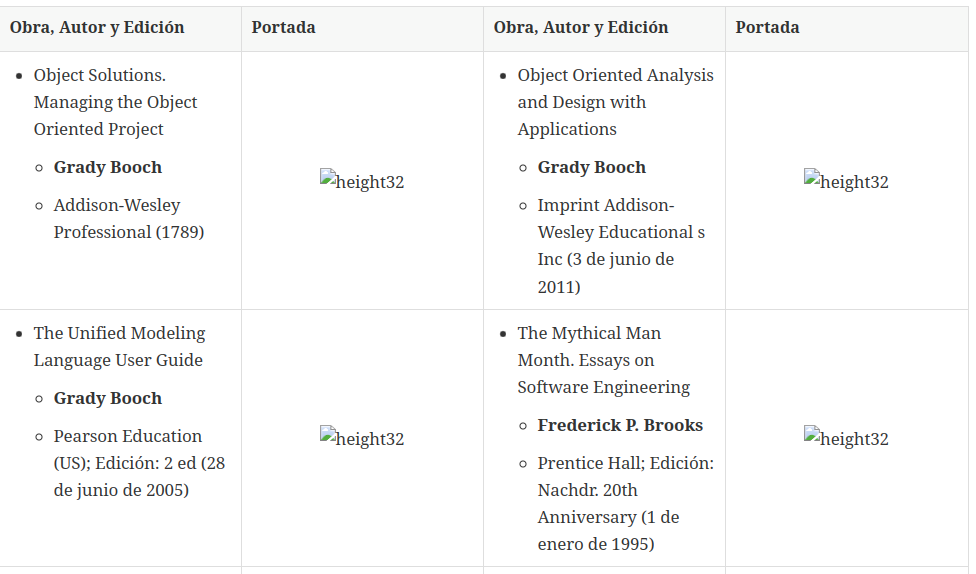 Obra, Autor y Edición
Portada
Obra, Autor y Edición
Portada
Object Solutions.
Managing the Object
Oriented Project
Grady Booch
Addison-Wesley
Professional (1789)
height32
Object Oriented Analysis
and Design with
Applications
Grady Booch
Imprint Addison-
Wesley Educational s
Inc (3 de junio de
2011)
height32
The Unified Modeling
Language User Guide
Grady Booch
Pearson Education
(US); Edición: 2 ed (28
de junio de 2005)
height32
The Mythical Man
Month. Essays on
Software Engineering
Frederick P. Brooks
Prentice Hall; Edición:
Nachdr. 20th
Anniversary (1 de
enero de 1995)
height32